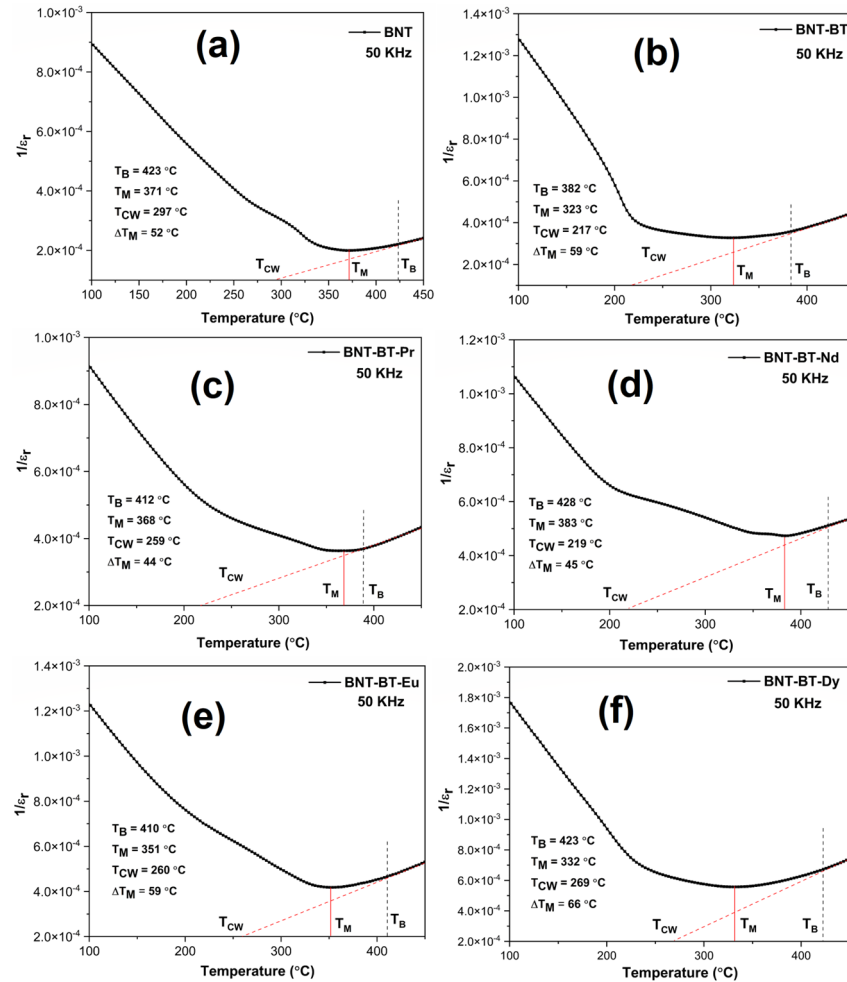 (a)
BNT
50 KHz
1.0×10⁻³
8.0×10⁻⁴
6.0×10⁻⁴
4.0×10⁻⁴
2.0×10⁻⁴
1/εr
TB = 423 °C
TM = 371 °C
TCW = 297 °C
ΔTM = 52 °C
TCW
TM
TB
100 150 200 250 300 350 400 450
Temperature (°C)
(b)
BNT-BT
50 KHz
1.4×10⁻³
1.2×10⁻³
1.0×10⁻³
8.0×10⁻⁴
6.0×10⁻⁴
4.0×10⁻⁴
2.0×10⁻⁴
1/εr
TB = 382 °C
TM = 323 °C
TCW = 217 °C
ΔTM = 59 °C
TCW
TM
TB
100 200 300 400
Temperature (°C)
(c)
BNT-BT-Pr
50 KHz
1.0×10⁻³
8.0×10⁻⁴
6.0×10⁻⁴
4.0×10⁻⁴
2.0×10⁻⁴
1/εr
TB = 412 °C
TM = 368 °C
TCW = 259 °C
ΔTM = 44 °C
TCW
TM
TB
100 200 300 400
Temperature (°C)
(d)
BNT-BT-Nd
50 KHz
1.2×10⁻³
1.0×10⁻³
8.0×10⁻⁴
6.0×10⁻⁴
4.0×10⁻⁴
2.0×10⁻⁴
1/εr
TB = 428 °C
TM = 383 °C
TCW = 219 °C
ΔTM = 45 °C
TCW
TM
TB
100 200 300 400
Temperature (°C)
(e)
BNT-BT-Eu
50 KHz
1.4×10⁻³
1.2×10⁻³
1.0×10⁻³
8.0×10⁻⁴
6.0×10⁻⁴
4.0×10⁻⁴
2.0×10⁻⁴
1/εr
TB = 410 °C
TM = 351 °C
TCW = 260 °C
ΔTM = 59 °C
TCW
TM
TB
100 200 300 400
Temperature (°C)
(f)
BNT-BT-Dy
50 KHz
2.0×10⁻³
1.8×10⁻³
1.6×10⁻³
1.4×10⁻³
1.2×10⁻³
1.0×10⁻³
8.0×10⁻⁴
6.0×10⁻⁴
4.0×10⁻⁴
2.0×10⁻⁴
1/εr
TB = 423 °C
TM = 332 °C
TCW = 269 °C
ΔTM = 66 °C
TCW
TM
TB
100 200 300 400
Temperature (°C)